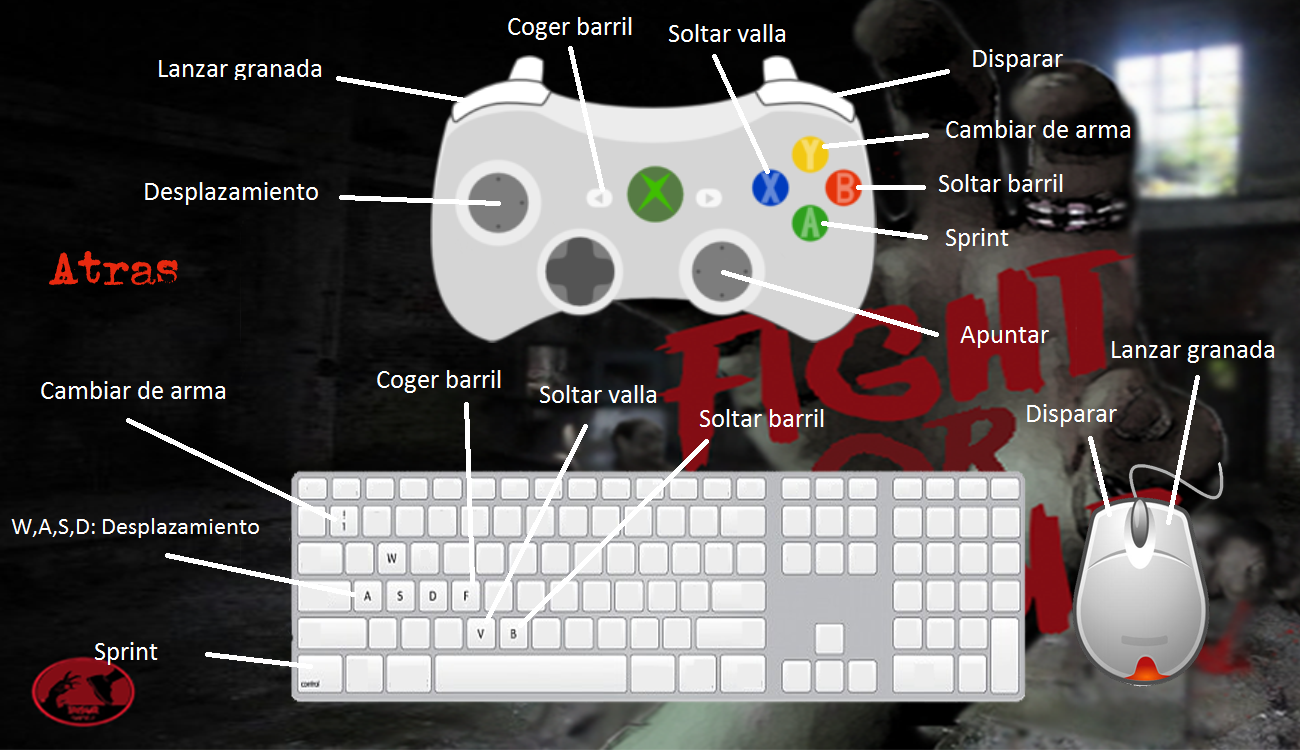 Coger barril
Soltar valla
Lanzar granada
Disparar
Cambiar de arma
Y
X
B
A
Soltar barril
Desplazamiento
Sprint
Atras
Apuntar
FIGHT
OR
Lanzar granada
Cambiar de arma
Coger barril
Soltar valla
Soltar barril
Disparar
W,A,S,D: Desplazamiento
W
A S D F
V B
Sprint
control